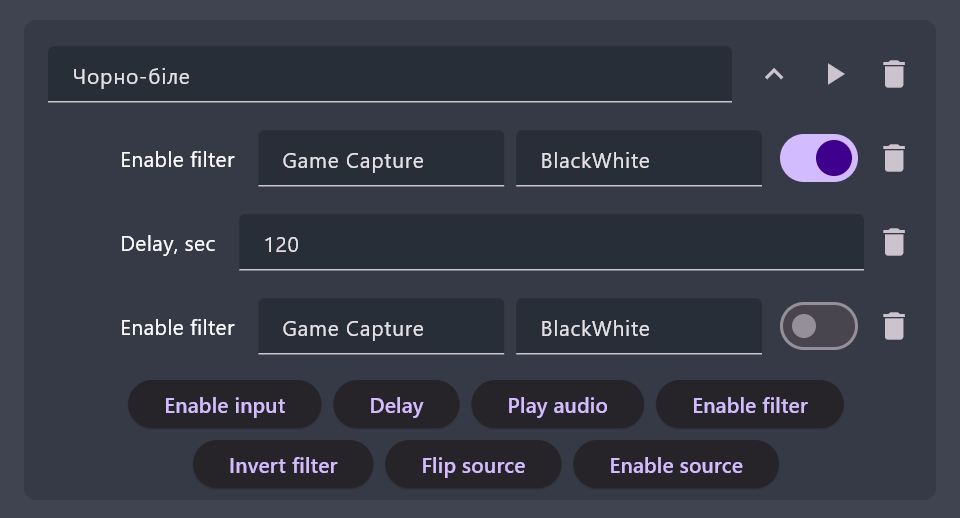 Чорно-біле
Enable filter Game Capture BlackWhite
Delay, sec 120
Enable filter Game Capture BlackWhite
Enable input Delay Play audio Enable filter
Invert filter Flip source Enable source